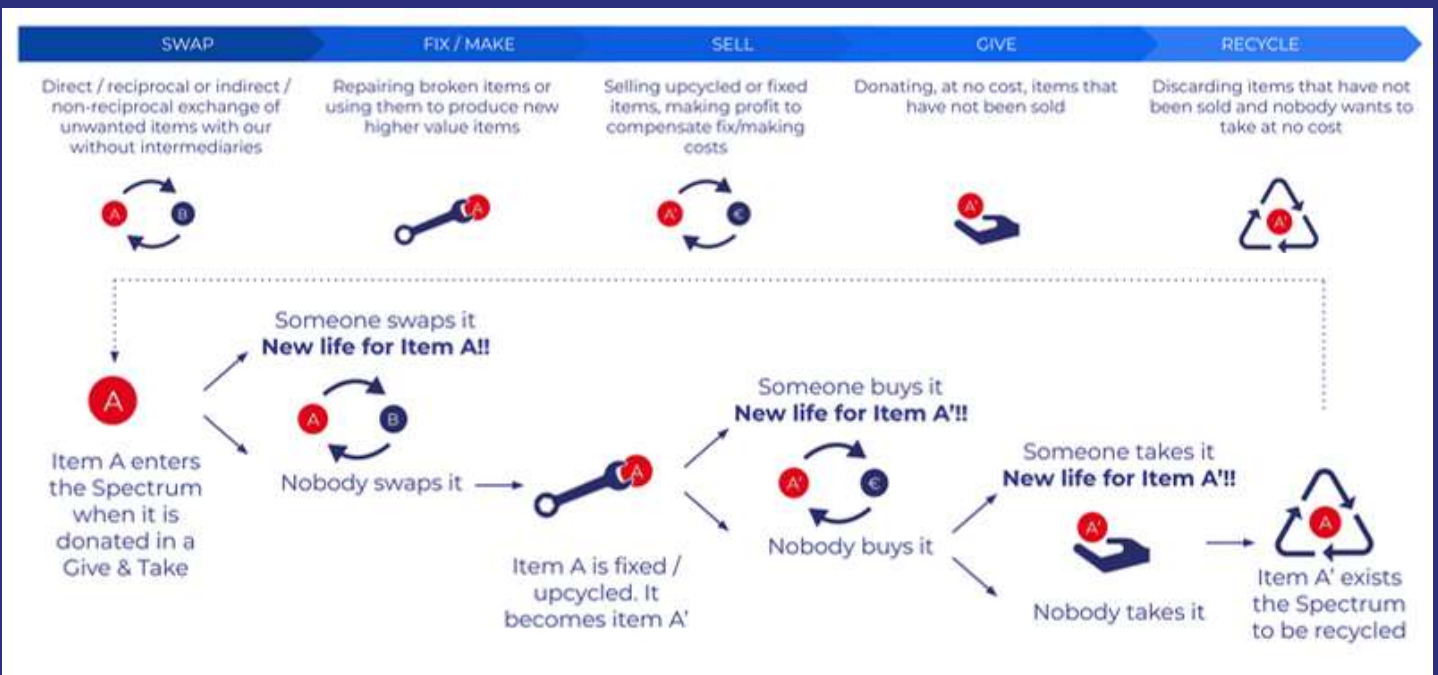 SWAP
FIX / MAKE
SELL
GIVE
RECYCLE
Direct / reciprocal or indirect /
non-reciprocal exchange of
unwanted items with our
without intermediaries
Repairing broken items or
using them to produce new
higher value items
Selling upcycled or fixed
items, making profit to
compensate fix/making
costs
Donating, at no cost, items that
have not been sold
Discarding items that have not
been sold and nobody wants to
take at no cost
A
B
A
A'
€
A'
A'
A
Item A enters
the Spectrum
when it is
donated in a
Give & Take
Someone swaps it
New life for Item A!!
A
B
Nobody swaps it
A
Item A is fixed /
upcycled. It
becomes item A'
Someone buys it
New life for Item A'!!
A'
€
Nobody buys it
Someone takes it
New life for Item A'!!
A'
Nobody takes it
A
Item A' exists
the Spectrum
to be recycled